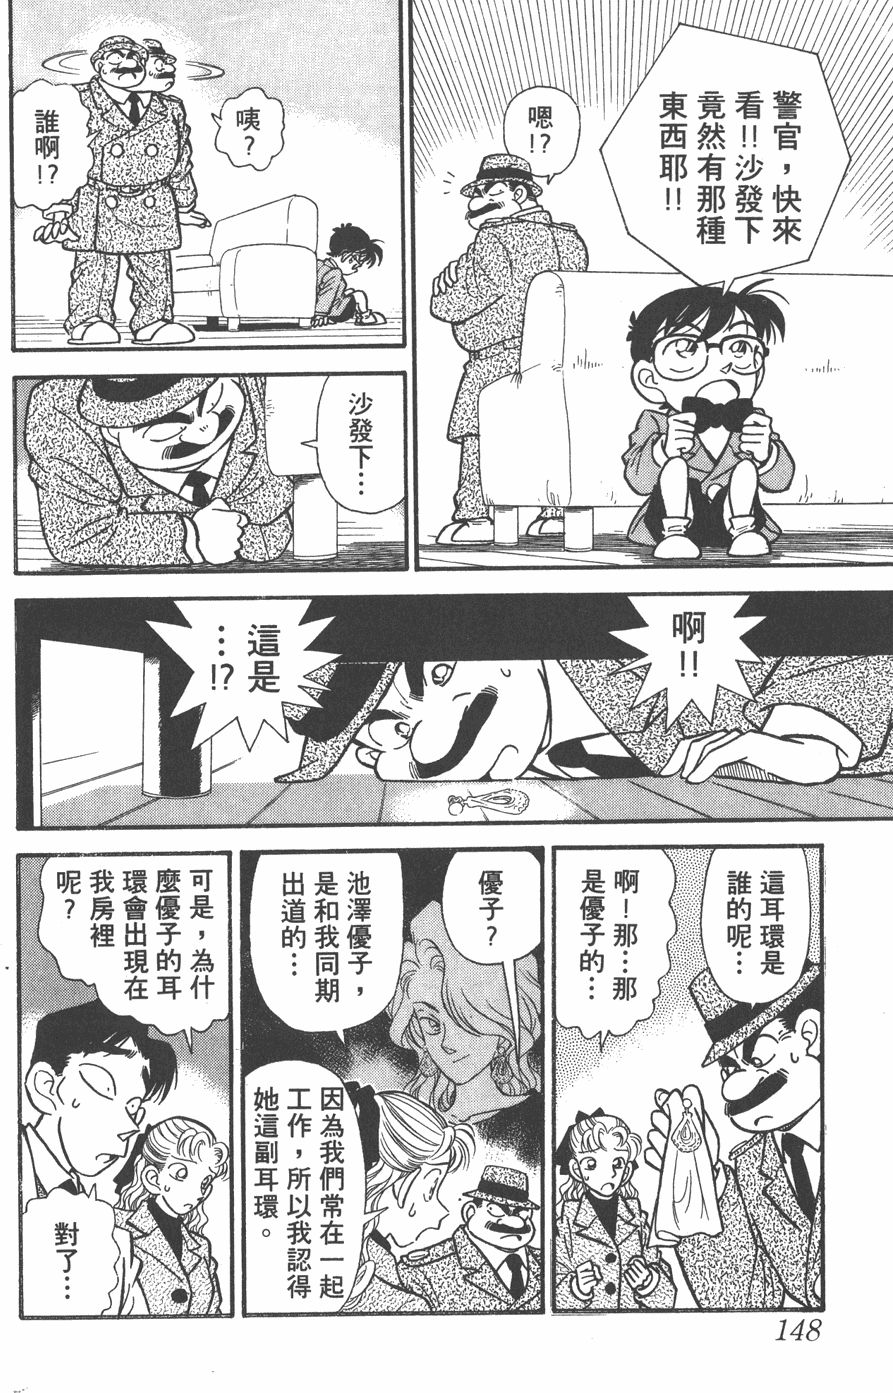 警官，快來
看!!沙發下
竟然有那種
東西耶!!
嗯!?
咦?
誰啊!?
沙發下…
啊!!
這是
…!?
這耳環是
誰的呢…
啊!那…那
是優子的…
優子?
池澤優子，
是和我同期
出道的…
因為我們常在一起
工作，所以我認得
她這副耳環。
可是，為什
麼優子的耳
環會出現在
我房裡
呢?
對了…
148